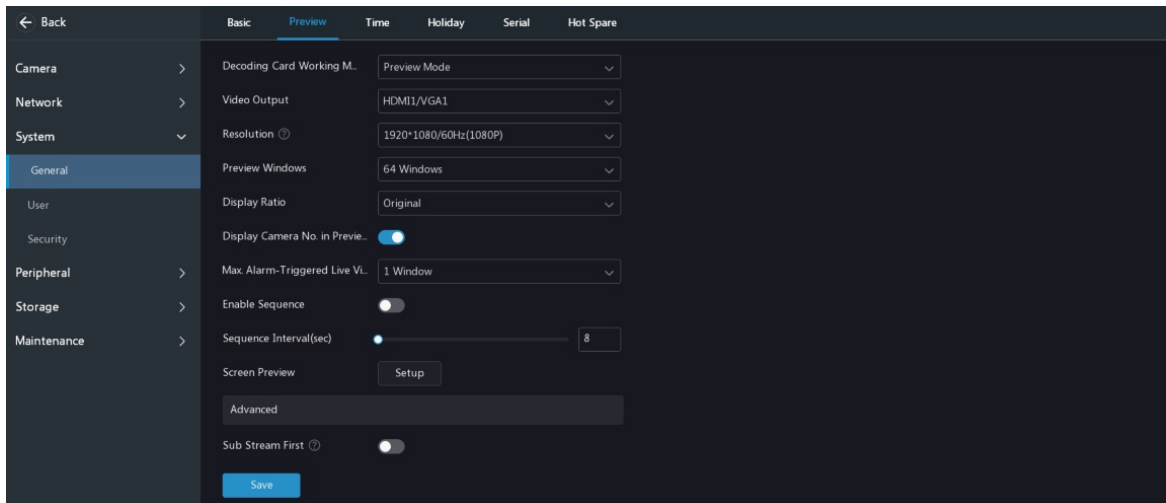 Back
Basic Preview Time Holiday Serial Hot Spare
Camera
Network
System
General
User
Security
Peripheral
Storage
Maintenance
Decoding Card Working M... Preview Mode
Video Output HDMI1/VGA1
Resolution 1920*1080/60Hz(1080P)
Preview Windows 64 Windows
Display Ratio Original
Display Camera No. in Previe...
Max. Alarm-Triggered Live Vi... 1 Window
Enable Sequence
Sequence Interval(sec) 8
Screen Preview Setup
Advanced
Sub Stream First
Save